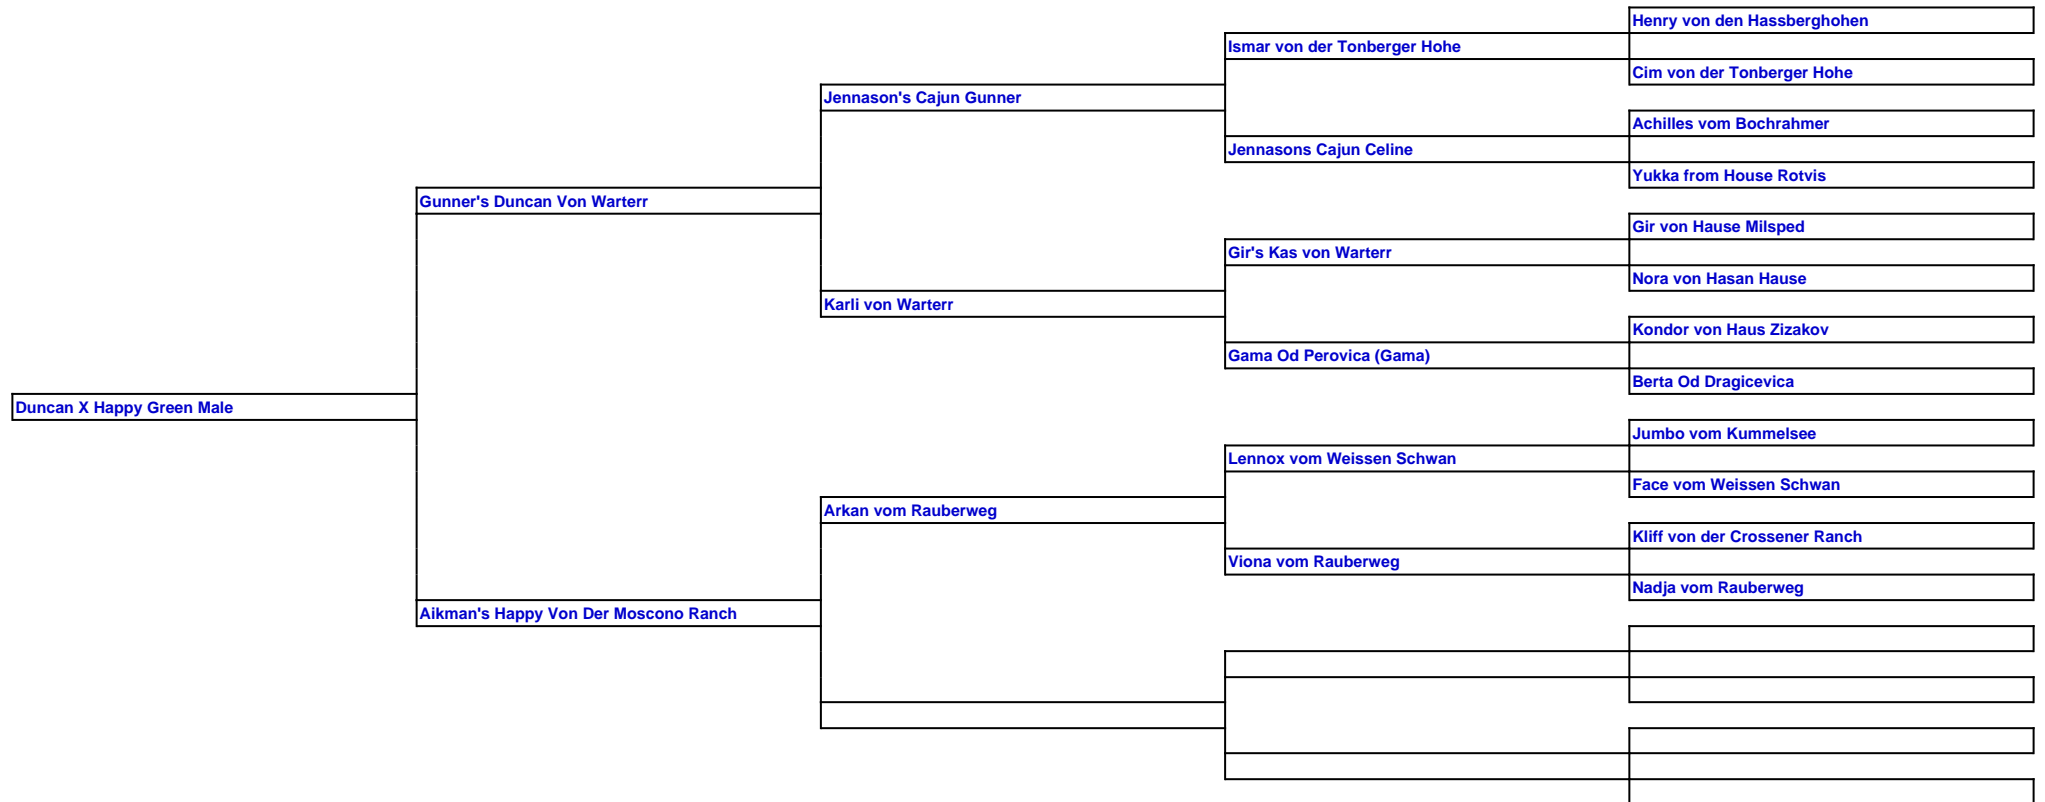 Henry von den Hassberghohen
Ismar von der Tonberger Hohe
Cim von der Tonberger Hohe
Jennason's Cajun Gunner
Achilles vom Bochrahmer
Jennasons Cajun Celine
Yukka from House Rotvis
Gunner's Duncan Von Warterr
Gir von Hause Milsped
Gir's Kas von Warterr
Nora von Hasan Hause
Karli von Warterr
Kondor von Haus Zizakov
Gama Od Perovica (Gama)
Berta Od Dragicevica
Duncan X Happy Green Male
Jumbo vom Kummelsee
Lennox vom Weissen Schwan
Face vom Weissen Schwan
Arkan vom Rauberweg
Kliff von der Crossener Ranch
Viona vom Rauberweg
Nadja vom Rauberweg
Aikman's Happy Von Der Moscono Ranch